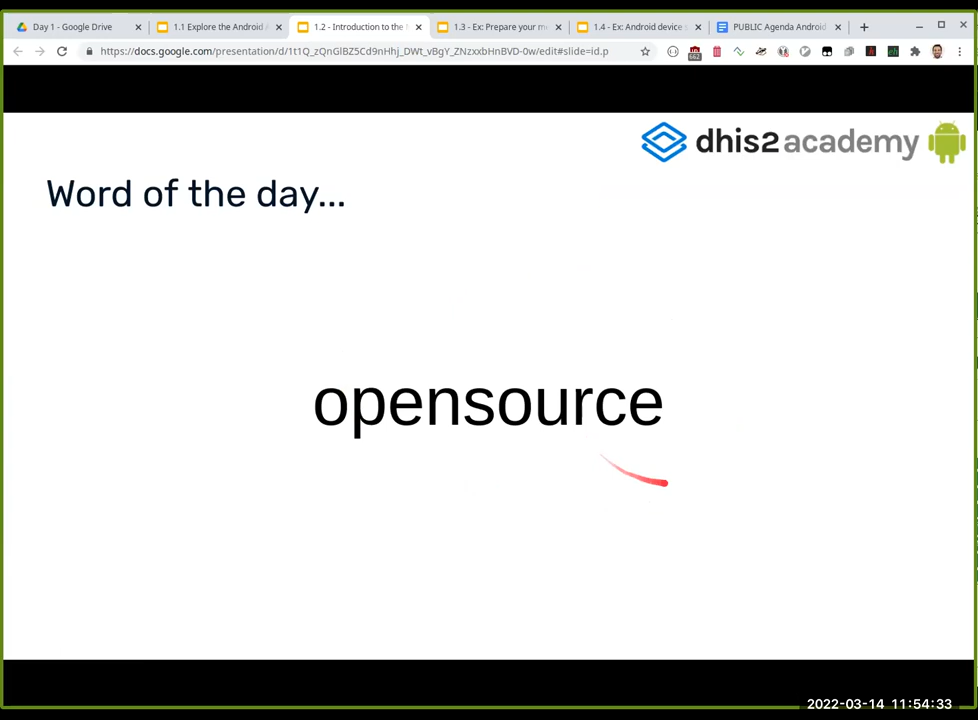 Day 1 - Google Drive
1.1 Explore the Android
1.2 - Introduction to the
1.3 - Ex: Prepare your m
1.4 - Ex: Android device
PUBLIC Agenda Android
https://docs.google.com/presentation/d/1t1Q_zQnGlBZ5Cd9nHhj_DWt_vBgY_ZNzxxbHnBVD-0w/edit#slide=id.p
662
dhis2academy
Word of the day...
opensource
2022-03-14 11:54:33